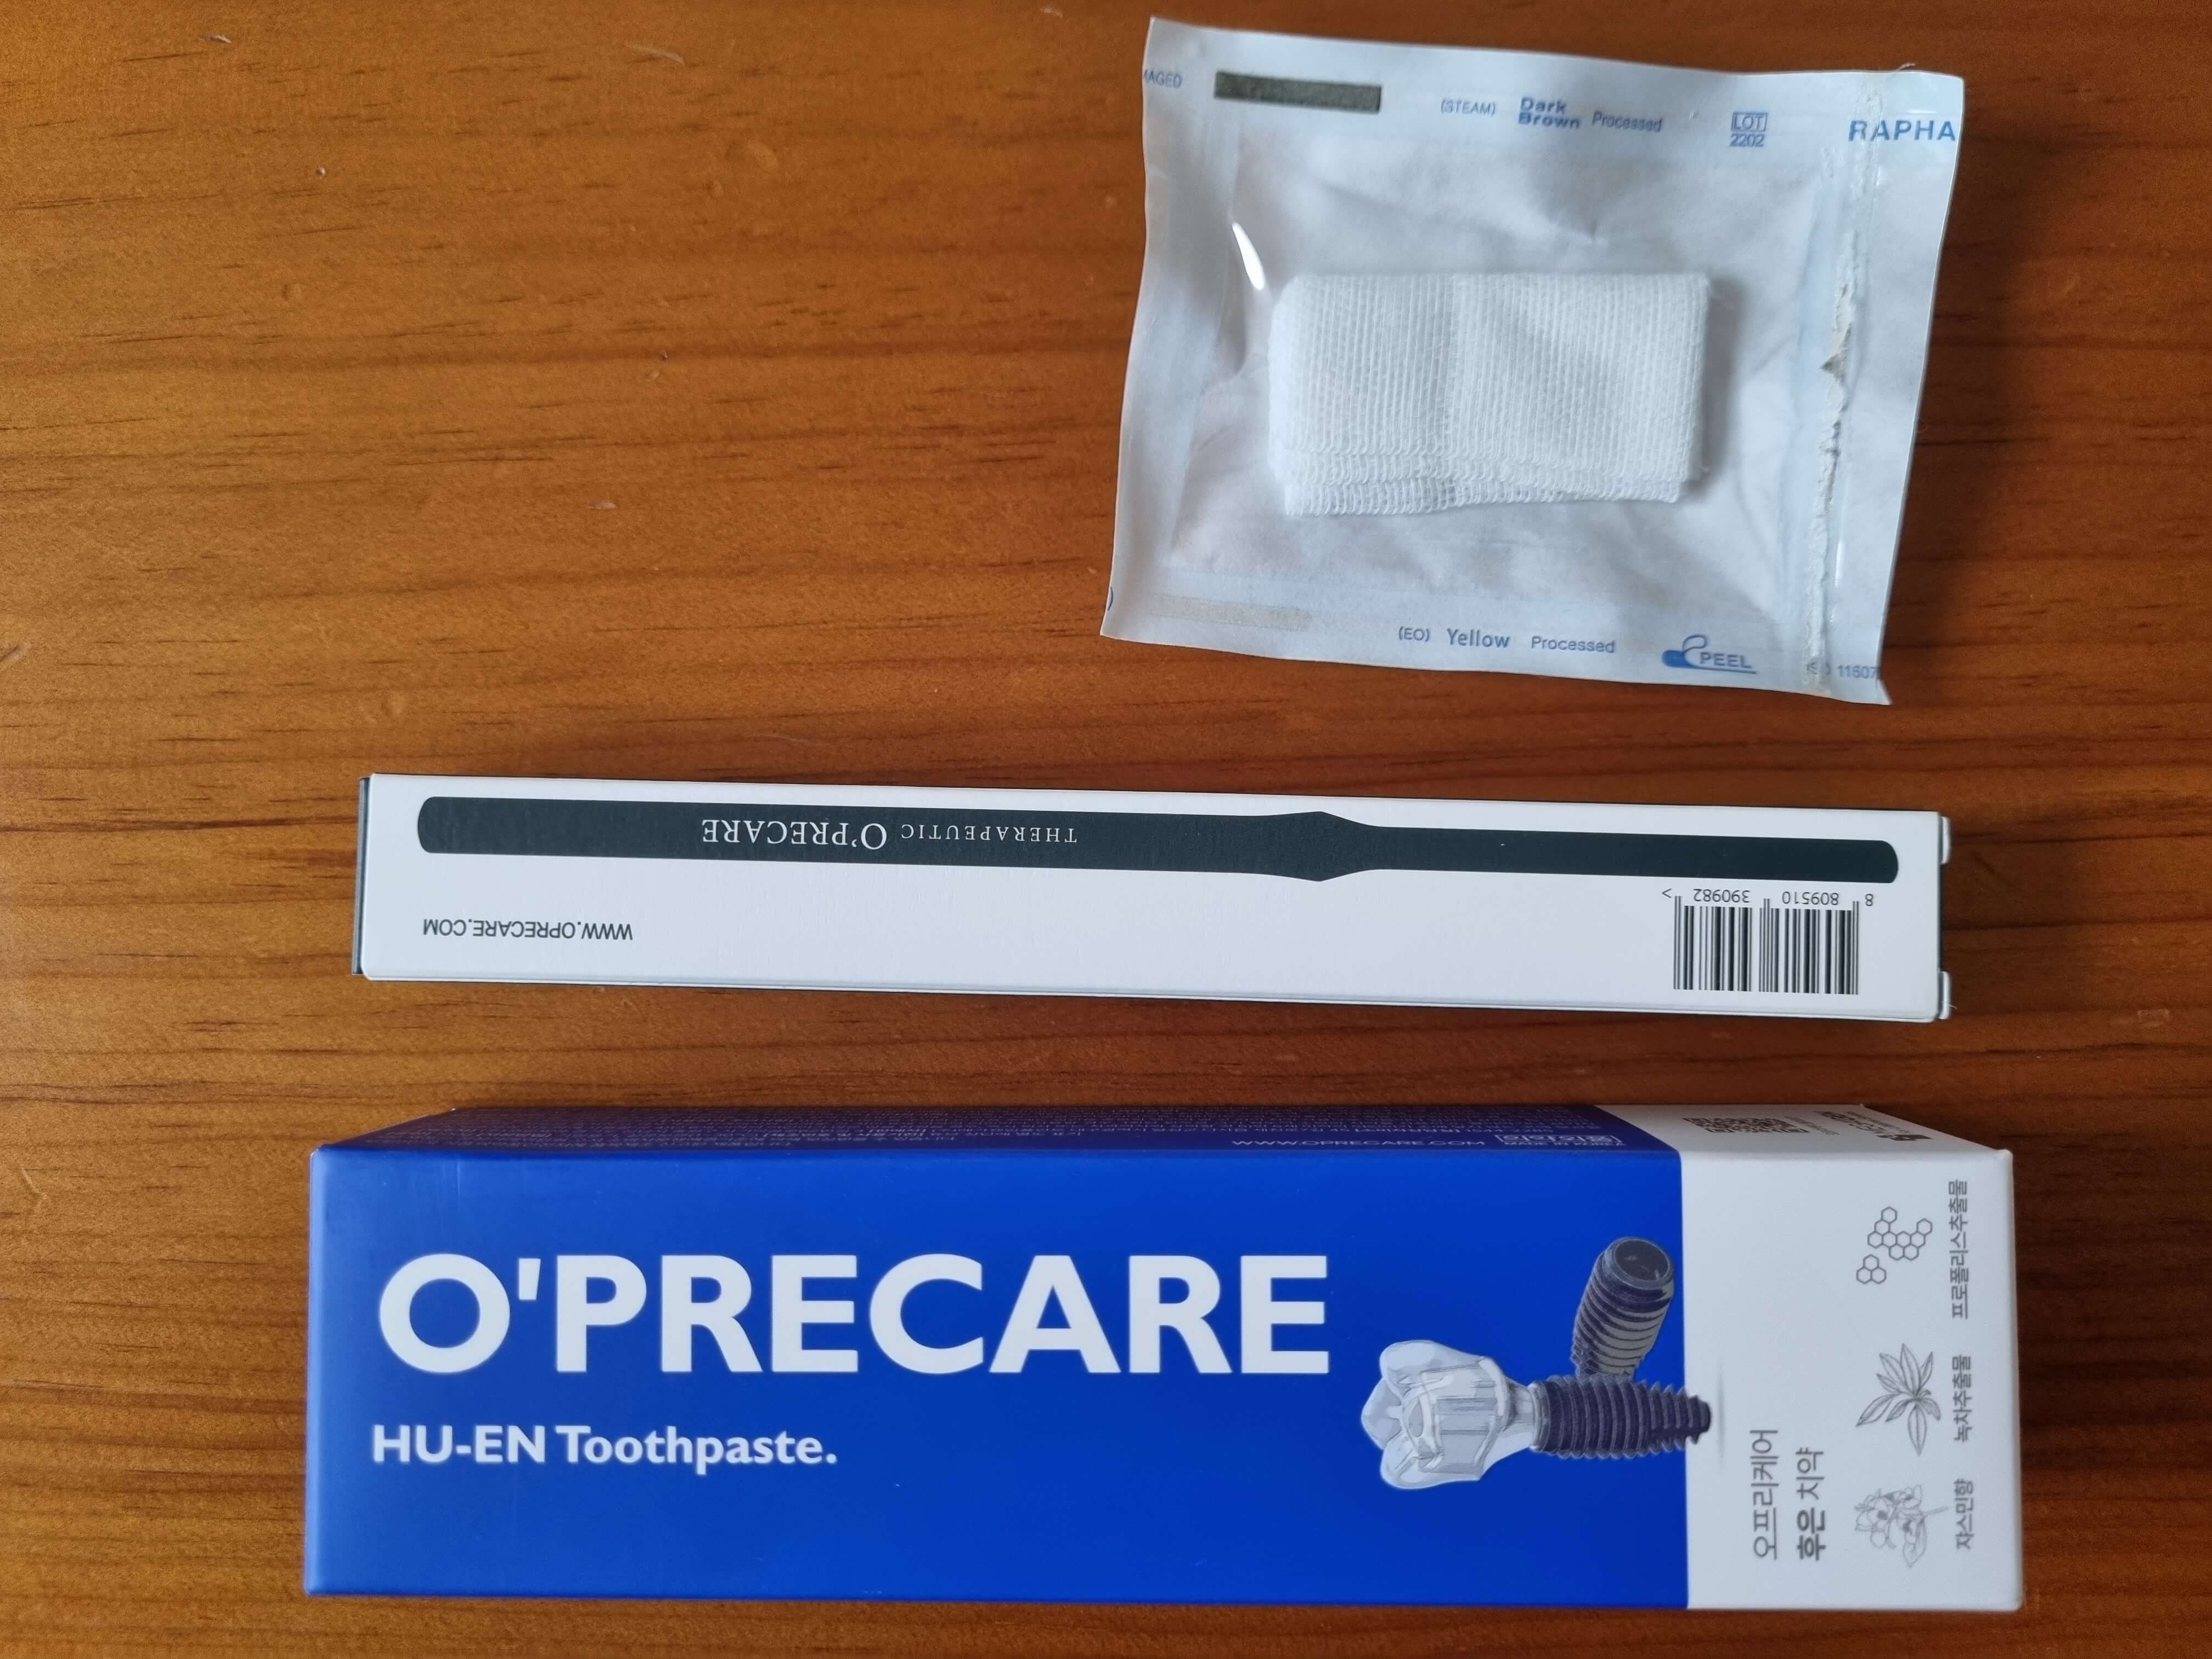 (STEAM) Dark Brown Processed
LOT
2202
RAPHA
(EO) Yellow Processed
PEEL
11607
THERAPEUTIC O'PRECARE
WWW.OPRECARE.COM
8 809510 390982 >
WWW.OPRECARE.COM
O'PRECARE
HU-EN Toothpaste.
오프리케어
후은 치약
프로폴리스추출물
녹차추출물
자스민향